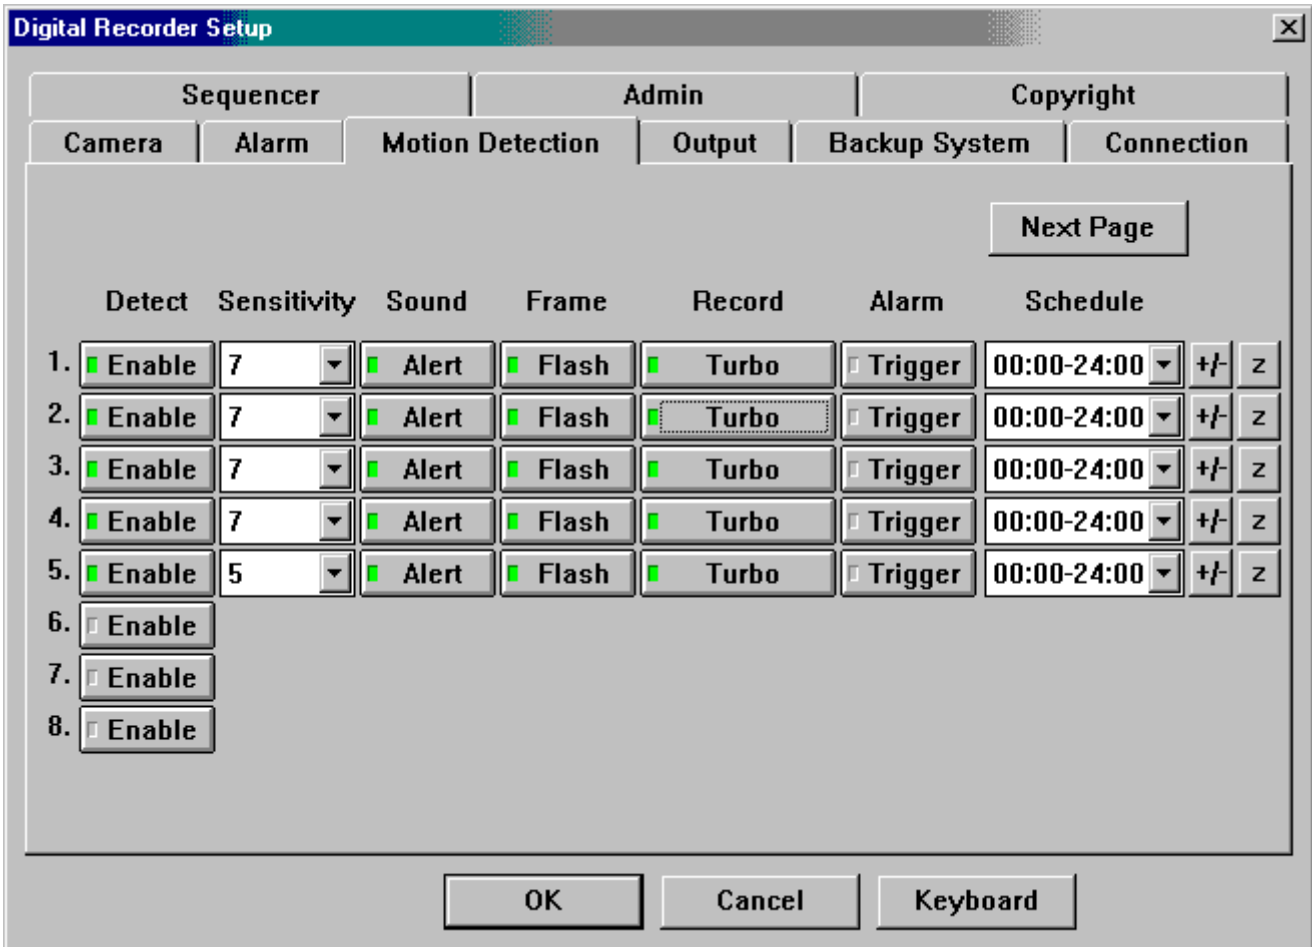 Digital Recorder Setup
Sequencer Admin Copyright
Camera Alarm Motion Detection Output Backup System Connection
Next Page
Detect Sensitivity Sound Frame Record Alarm Schedule
1. Enable 7 Alert Flash Turbo Trigger 00:00-24:00 +/- z
2. Enable 7 Alert Flash Turbo Trigger 00:00-24:00 +/- z
3. Enable 7 Alert Flash Turbo Trigger 00:00-24:00 +/- z
4. Enable 7 Alert Flash Turbo Trigger 00:00-24:00 +/- z
5. Enable 5 Alert Flash Turbo Trigger 00:00-24:00 +/- z
6. Enable
7. Enable
8. Enable
OK Cancel Keyboard